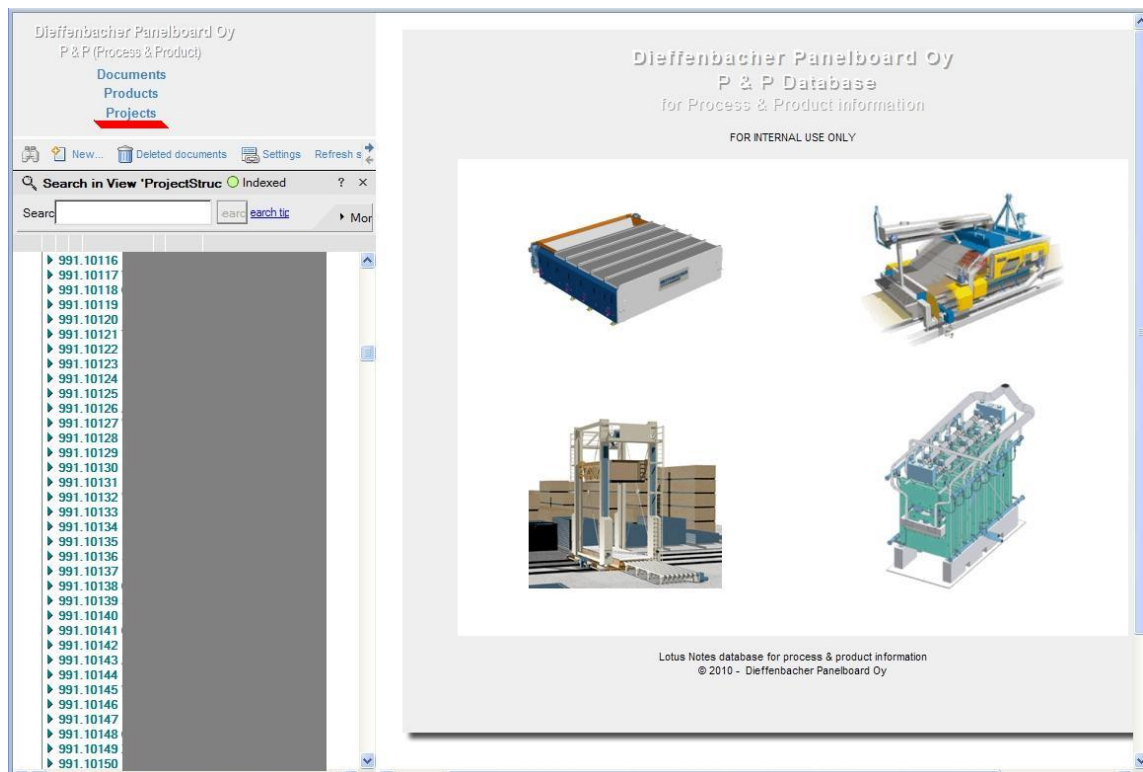 Dieffenbacher Panelboard Oy
P & P (Process & Product)
Documents
Products
Projects
New...
Deleted documents
Settings
Refresh s
Search in View 'ProjectStruc
Indexed
? ×
Searc
earc
earch tip
Mor
991.10116
991.10117
991.10118
991.10119
991.10120
991.10121
991.10122
991.10123
991.10124
991.10125
991.10126
991.10127
991.10128
991.10129
991.10130
991.10131
991.10132
991.10133
991.10134
991.10135
991.10136
991.10137
991.10138
991.10139
991.10140
991.10141
991.10142
991.10143
991.10144
991.10145
991.10146
991.10147
991.10148
991.10149
991.10150
Dieffenbacher Panelboard Oy
P & P Database
for Process & Product information
FOR INTERNAL USE ONLY
Lotus Notes database for process & product information
© 2010 - Dieffenbacher Panelboard Oy